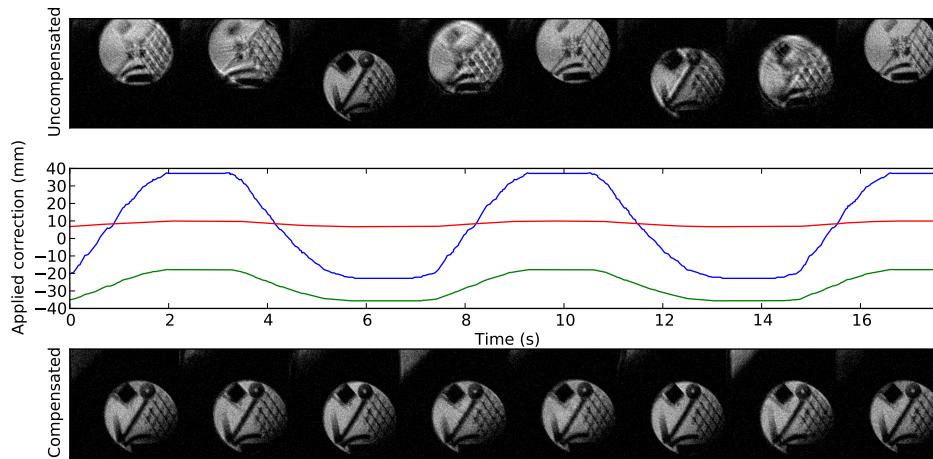 Uncompensated
Applied correction (mm)
40
30
20
10
0
−10
−20
−30
−40
0 2 4 6 8 10 12 14 16
Time (s)
Compensated